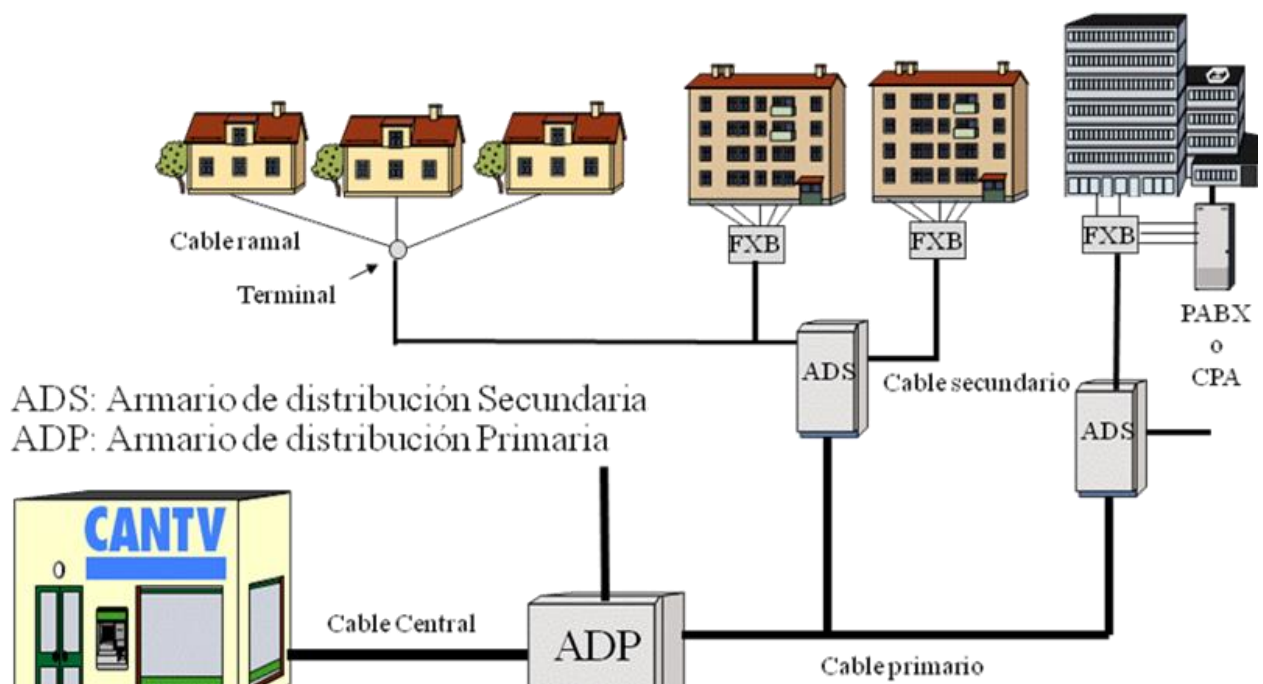 FXB
FXB
FXB
Cable ramal
Terminal
PABX
o
CPA
ADS
Cable secundario
ADS: Armario de distribución Secundaria
ADP: Armario de distribución Primaria
ADS
CANTV
Cable Central
ADP
Cable primario